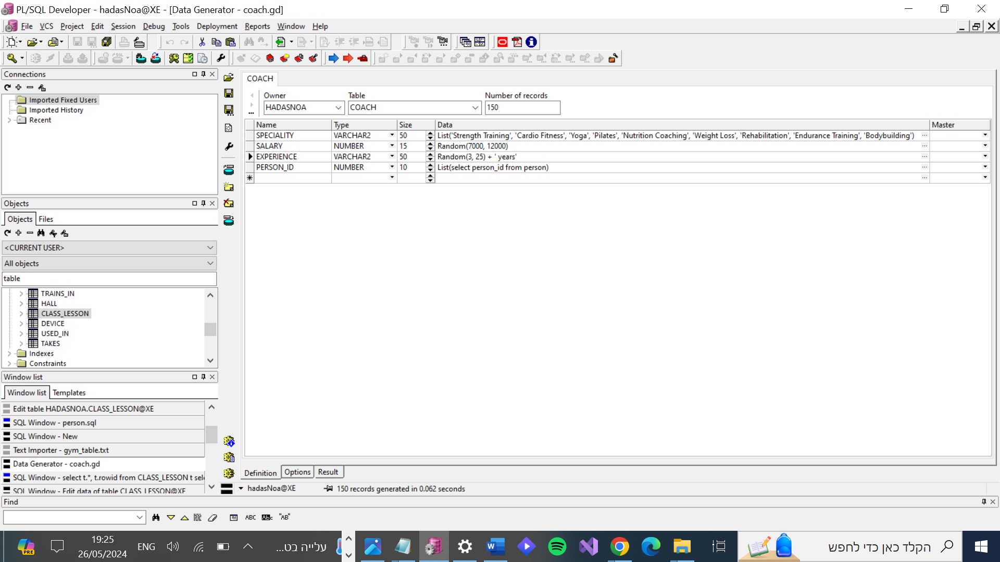 PL/SQL Developer - hadasNoa@XE - [Data Generator - coach.gd]
File VCS Project Edit Session Debug Tools Deployment Reports Window Help
Connections
Imported Fixed Users
Imported History
Recent
Objects
Objects Files
<CURRENT USER>
All objects
table
TRAINS_IN
HALL
CLASS_LESSON
DEVICE
USED_IN
TAKES
Indexes
Constraints
Window list
Window list Templates
Edit table HADASNOA.CLASS_LESSON@XE
SQL Window - person.sql
SQL Window - New
Text Importer - gym_table.txt
Data Generator - coach.gd
SQL Window - select t.*, t.rowid from CLASS_LESSON t sele
SQL Window - Edit data of table CLASS_LESSON@XE
COACH
Owner Table Number of records
HADASNOA COACH 150
Name Type Size Data Master
SPECIALITY VARCHAR2 50 List('Strength Training', 'Cardio Fitness', 'Yoga', 'Pilates', 'Nutrition Coaching', 'Weight Loss', 'Rehabilitation', 'Endurance Training', 'Bodybuilding') ...
SALARY NUMBER 15 Random(7000, 12000) ...
EXPERIENCE VARCHAR2 50 Random(3, 25) + ' years' ...
PERSON_ID NUMBER 10 List(select person_id from person) ...
...
Definition Options Result
hadasNoa@XE 150 records generated in 0.062 seconds
Find
ABC "AB"
PRE
19:25
26/05/2024
ENG
עלייה בט...
W
הקלד כאן כדי לחפש